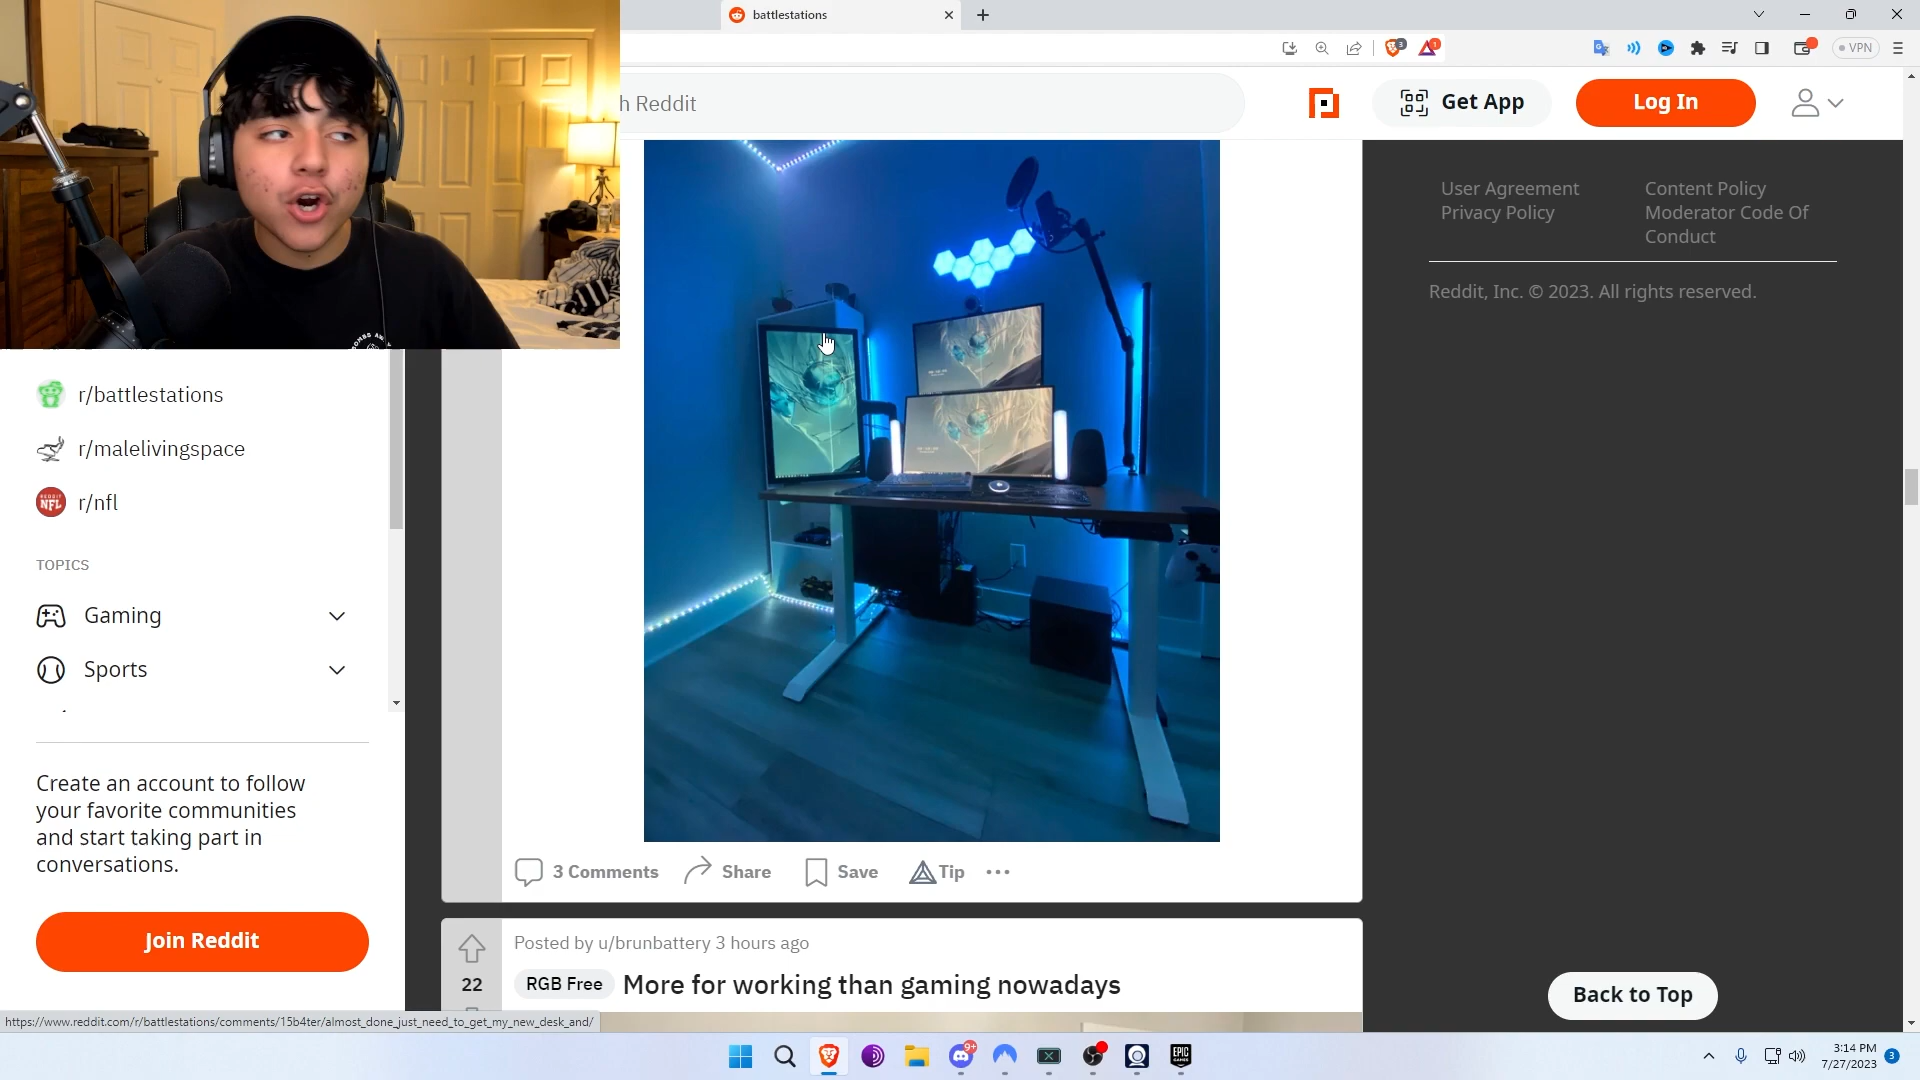 battlestations
VPN
h Reddit
Get App
Log In
User Agreement
Privacy Policy
Content Policy
Moderator Code Of
Conduct
Reddit, Inc. © 2023. All rights reserved.
r/battlestations
r/malelivingspace
r/nfl
TOPICS
Gaming
Sports
Create an account to follow
your favorite communities
and start taking part in
conversations.
Join Reddit
3 Comments
Share
Save
Tip
Posted by u/brunbattery 3 hours ago
22
RGB Free
More for working than gaming nowadays
Back to Top
https://www.reddit.com/r/battlestations/comments/15b4ter/almost_done_just_need_to_get_my_new_desk_and/
9+
EPIC
3:14 PM
7/27/2023
3